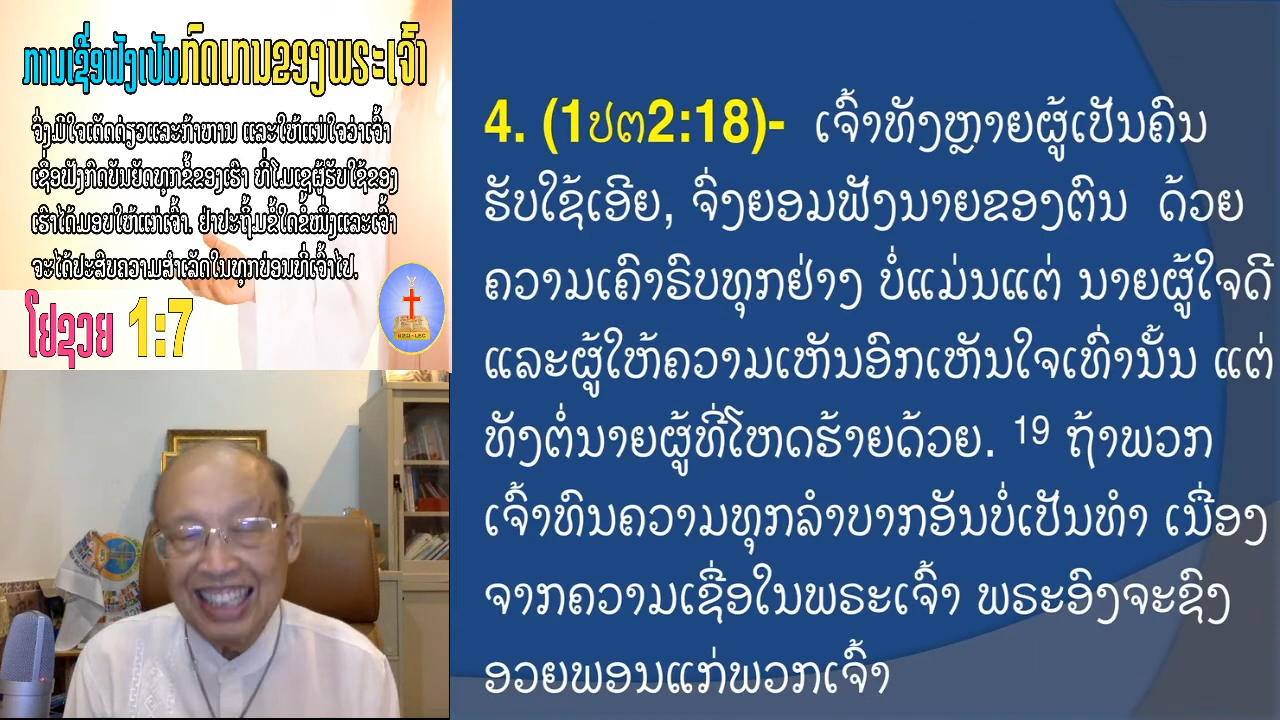 ການເຊື່ອຟັງເປັນກົດເກນຂອງພຣະເຈົ້າ
ຈົ່ງມີໃຈເດັດດ່ຽວແລະກ້າຫານ ແລະໃຫ້ແນ່ໃຈວ່າເຈົ້າ
ເຊື່ອຟັງກົດບັນຍັດທຸກຂໍ້ຂອງເຮົາ ທີ່ໂມເຊຜູ້ຮັບໃຊ້ຂອງ
ເຮົາໄດ້ມອບໃຫ້ແກ່ເຈົ້າ. ຢ່າປະຖິ້ມຂໍ້ໃດຂໍ້ໜຶ່ງແລະເຈົ້າ
ຈະໄດ້ປະສົບຄວາມສຳເລັດໃນທຸກບ່ອນທີ່ເຈົ້າໄປ.
ໂຢຊວຍ 1:7
4. (1ປຕ2:18)- ເຈົ້າທັງຫຼາຍຜູ້ເປັນຄົນ
ຮັບໃຊ້ເອີຍ, ຈົ່ງຍອມຟັງນາຍຂອງຕົນ ດ້ວຍ
ຄວາມເຄົາຣົບທຸກຢ່າງ ບໍ່ແມ່ນແຕ່ ນາຍຜູ້ໃຈດີ
ແລະຜູ້ໃຫ້ຄວາມເຫັນອົກເຫັນໃຈເທົ່ານັ້ນ ແຕ່
ທັງຕໍ່ນາຍຜູ້ທີ່ໂຫດຮ້າຍດ້ວຍ. 19 ຖ້າພວກ
ເຈົ້າທົນຄວາມທຸກລຳບາກອັນບໍ່ເປັນທຳ ເນື່ອງ
ຈາກຄວາມເຊື່ອໃນພຣະເຈົ້າ ພຣະອົງຈະຊົງ
ອວຍພອນແກ່ພວກເຈົ້າ